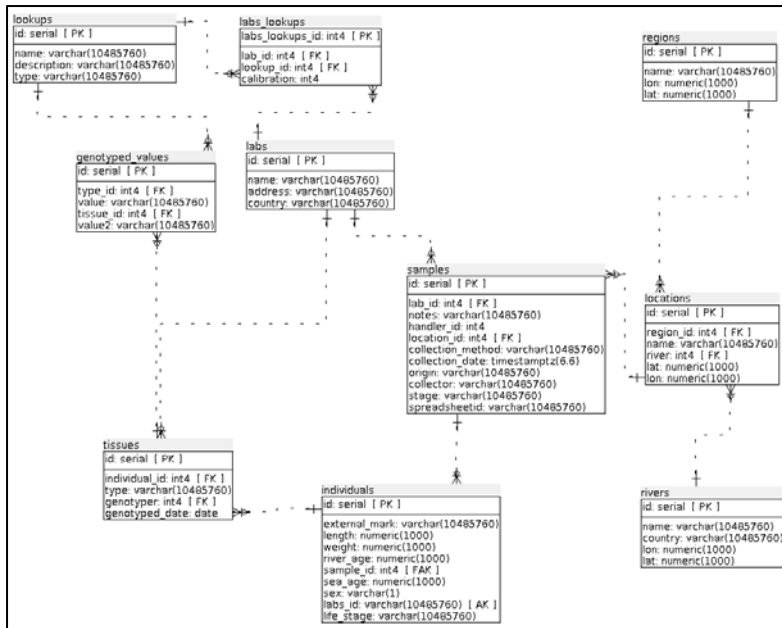 lookups
id: serial [ PK ]
name: varchar(10485760)
description: varchar(10485760)
type: varchar(10485760)
labs_lookups
labs_lookups_id: int4 [ PK ]
lab_id: int4 [ FK ]
lookup_id: int4 [ FK ]
calibration: int4
regions
id: serial [ PK ]
name: varchar(10485760)
lon: numeric(1000)
lat: numeric(1000)
genotyped_values
id: serial [ PK ]
type_id: int4 [ FK ]
value: varchar(10485760)
tissue_id: int4 [ FK ]
value2: varchar(10485760)
labs
id: serial [ PK ]
name: varchar(10485760)
address: varchar(10485760)
country: varchar(10485760)
samples
id: serial [ PK ]
lab_id: int4 [ FK ]
notes: varchar(10485760)
handler_id: int4
location_id: int4 [ FK ]
collection_method: varchar(10485760)
collection_date: timestamptz(6.6)
origin: varchar(10485760)
collector: varchar(10485760)
stage: varchar(10485760)
spreadsheetid: varchar(10485760)
locations
id: serial [ PK ]
region_id: int4 [ FK ]
name: varchar(10485760)
river: int4 [ FK ]
lat: numeric(1000)
lon: numeric(1000)
tissues
id: serial [ PK ]
individual_id: int4 [ FK ]
type: varchar(10485760)
genotyper: int4 [ FK ]
genotyped_date: date
individuals
id: serial [ PK ]
external_mark: varchar(10485760)
length: numeric(1000)
weight: numeric(1000)
river_age: numeric(1000)
sample_id: int4 [ FAK ]
sea_age: numeric(1000)
sex: varchar(1)
labs_id: varchar(10485760) [ AK ]
life_stage: varchar(10485760)
rivers
id: serial [ PK ]
name: varchar(10485760)
country: varchar(10485760)
lon: numeric(1000)
lat: numeric(1000)